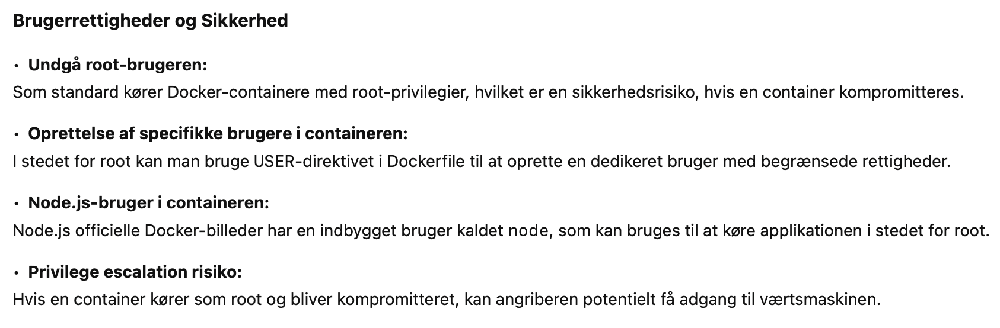 Brugerrettigheder og Sikkerhed
• Undgå root-brugeren:
Som standard kører Docker-containere med root-privilegier, hvilket er en sikkerhedsrisiko, hvis en container kompromitteres.
• Oprettelse af specifikke brugere i containeren:
I stedet for root kan man bruge USER-direktivet i Dockerfile til at oprette en dedikeret bruger med begrænsede rettigheder.
• Node.js-bruger i containeren:
Node.js officielle Docker-billeder har en indbygget bruger kaldet node, som kan bruges til at køre applikationen i stedet for root.
• Privilege escalation risiko:
Hvis en container kører som root og bliver kompromitteret, kan angriberen potentielt få adgang til værtsmaskinen.